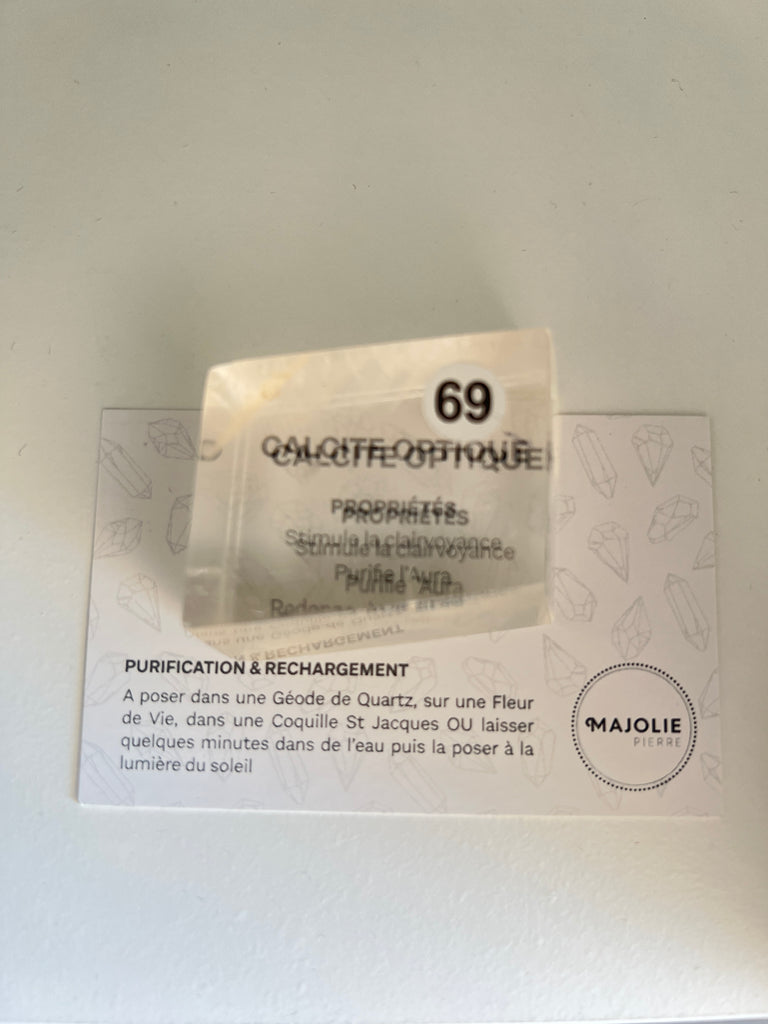 69
CALCITE OPTIQUE
PROPRIÉTÉS
Stimule la clairvoyance
Purifie l'Aura
PURIFICATION & RECHARGEMENT
A poser dans une Géode de Quartz, sur une Fleur
de Vie, dans une Coquille St Jacques OU laisser
quelques minutes dans de l'eau puis la poser à la
lumière du soleil
MAJOLIE
PIERRE